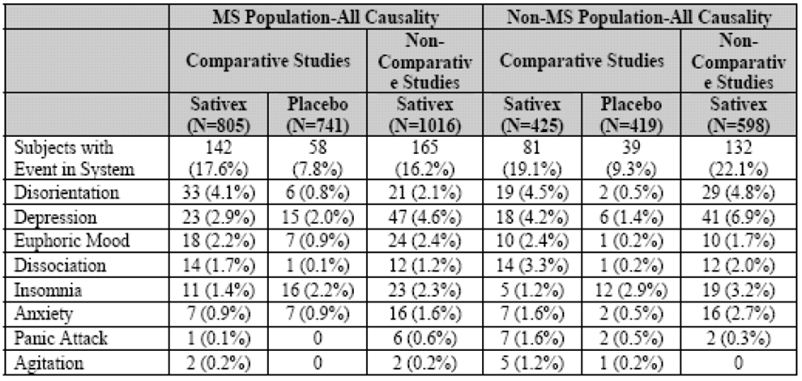 MS Population-All Causality Non-MS Population-All Causality
Comparative Studies Non-Comparativ e Studies Comparative Studies Non-Comparativ e Studies
Sativex (N=805) Placebo (N=741) Sativex (N=1016) Sativex (N=425) Placebo (N=419) Sativex (N=598)
Subjects with Event in System 142 (17.6%) 58 (7.8%) 165 (16.2%) 81 (19.1%) 39 (9.3%) 132 (22.1%)
Disorientation 33 (4.1%) 6 (0.8%) 21 (2.1%) 19 (4.5%) 2 (0.5%) 29 (4.8%)
Depression 23 (2.9%) 15 (2.0%) 47 (4.6%) 18 (4.2%) 6 (1.4%) 41 (6.9%)
Euphoric Mood 18 (2.2%) 7 (0.9%) 24 (2.4%) 10 (2.4%) 1 (0.2%) 10 (1.7%)
Dissociation 14 (1.7%) 1 (0.1%) 12 (1.2%) 14 (3.3%) 1 (0.2%) 12 (2.0%)
Insomnia 11 (1.4%) 16 (2.2%) 23 (2.3%) 5 (1.2%) 12 (2.9%) 19 (3.2%)
Anxiety 7 (0.9%) 7 (0.9%) 16 (1.6%) 7 (1.6%) 2 (0.5%) 16 (2.7%)
Panic Attack 1 (0.1%) 0 6 (0.6%) 7 (1.6%) 2 (0.5%) 2 (0.3%)
Agitation 2 (0.2%) 0 2 (0.2%) 5 (1.2%) 1 (0.2%) 0